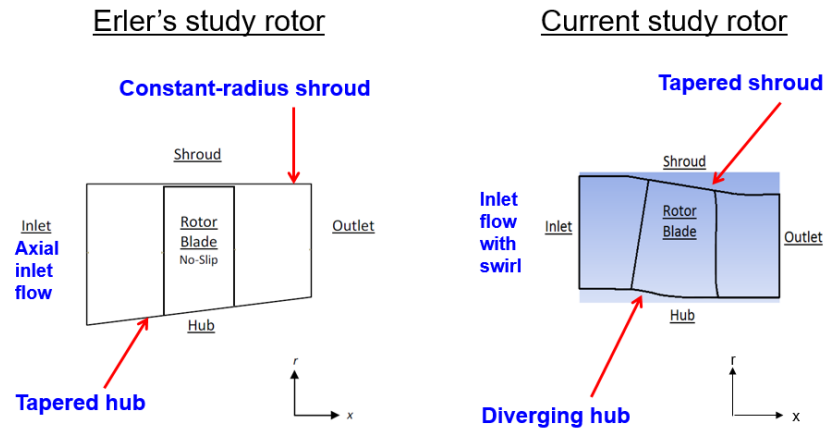 Erler's study rotor
Constant-radius shroud
Shroud
Inlet
Axial
inlet
flow
Rotor
Blade
No-Slip
Outlet
Hub
Tapered hub
r
x
Current study rotor
Tapered shroud
Shroud
Inlet
flow
with
swirl
Inlet
Rotor
Blade
Outlet
Hub
Diverging hub
r
x